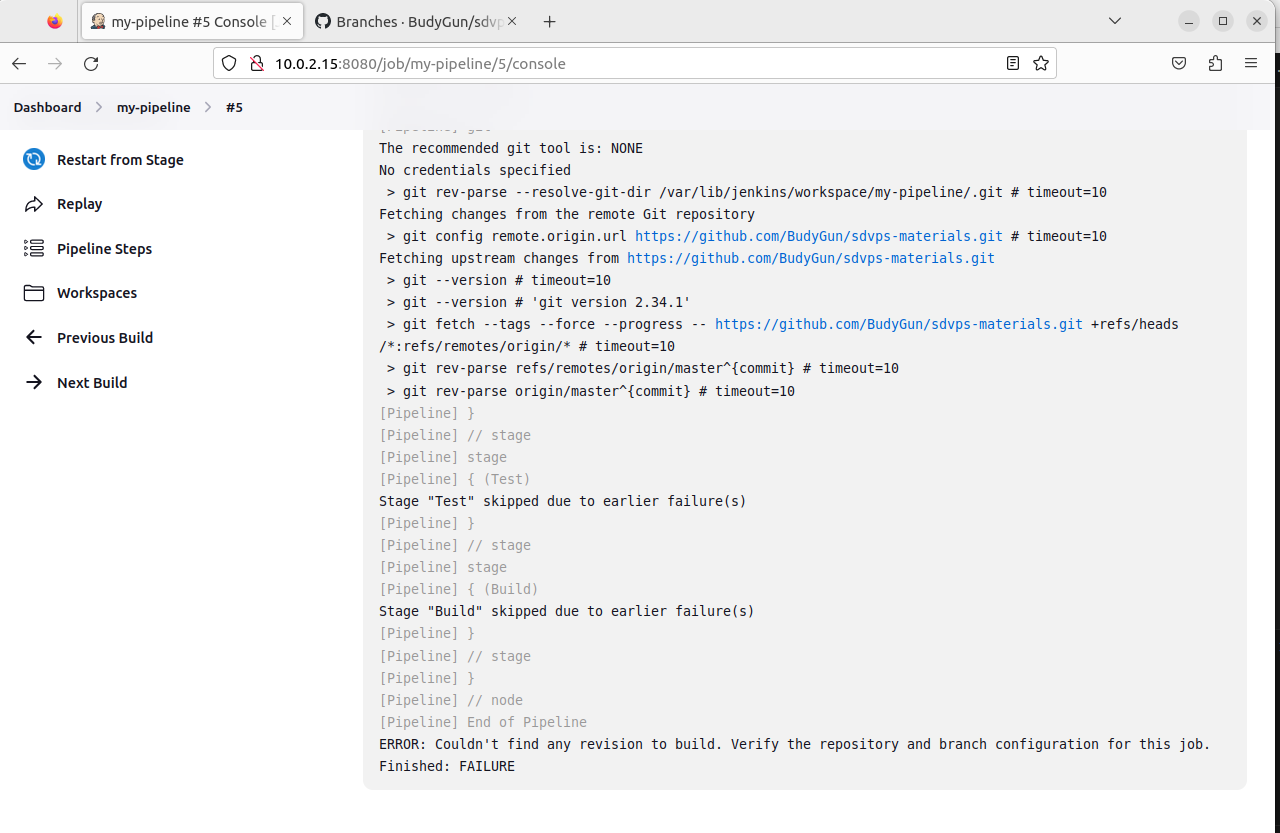 my-pipeline #5 Console [
Branches · BudyGun/sdvp
10.0.2.15:8080/job/my-pipeline/5/console
Dashboard my-pipeline #5
Restart from Stage
Replay
Pipeline Steps
Workspaces
Previous Build
Next Build
[Pipeline] git
The recommended git tool is: NONE
No credentials specified
> git rev-parse --resolve-git-dir /var/lib/jenkins/workspace/my-pipeline/.git # timeout=10
Fetching changes from the remote Git repository
> git config remote.origin.url https://github.com/BudyGun/sdvps-materials.git # timeout=10
Fetching upstream changes from https://github.com/BudyGun/sdvps-materials.git
> git --version # timeout=10
> git --version # 'git version 2.34.1'
> git fetch --tags --force --progress -- https://github.com/BudyGun/sdvps-materials.git +refs/heads
/*:refs/remotes/origin/* # timeout=10
> git rev-parse refs/remotes/origin/master^{commit} # timeout=10
> git rev-parse origin/master^{commit} # timeout=10
[Pipeline] }
[Pipeline] // stage
[Pipeline] stage
[Pipeline] { (Test)
Stage "Test" skipped due to earlier failure(s)
[Pipeline] }
[Pipeline] // stage
[Pipeline] stage
[Pipeline] { (Build)
Stage "Build" skipped due to earlier failure(s)
[Pipeline] }
[Pipeline] // stage
[Pipeline] }
[Pipeline] // node
[Pipeline] End of Pipeline
ERROR: Couldn't find any revision to build. Verify the repository and branch configuration for this job.
Finished: FAILURE